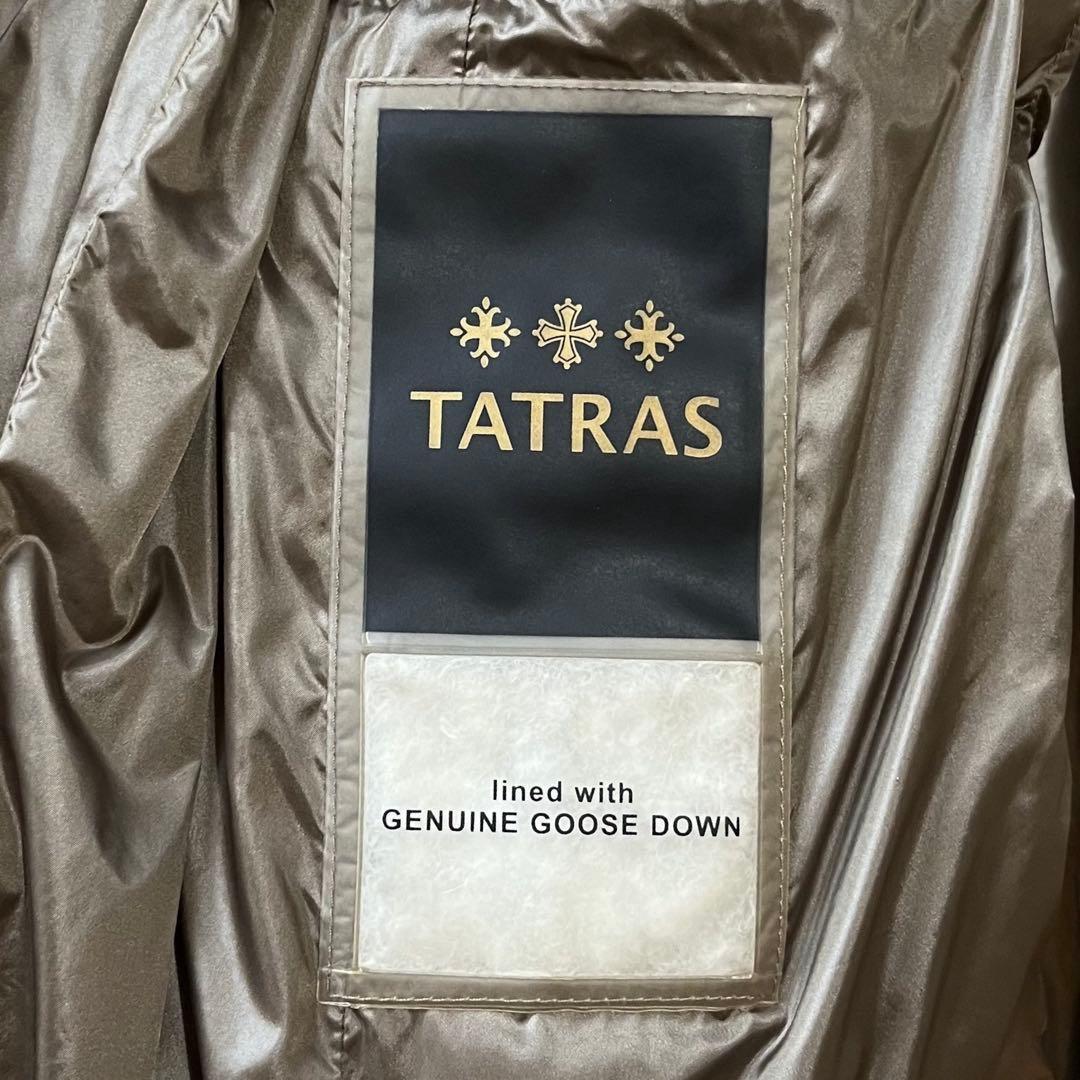 TATRAS
lined with
GENUINE GOOSE DOWN